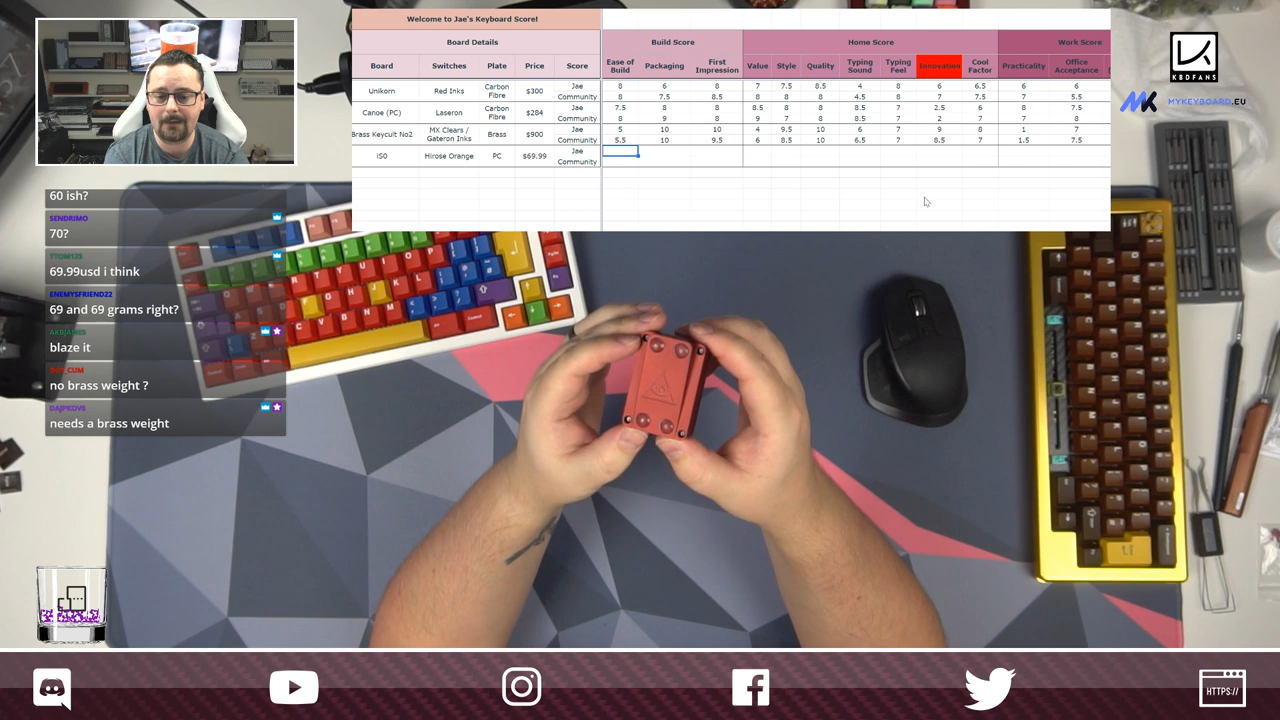 Welcome to Jae's Keyboard Score!
Board Details Build Score Home Score Work Score
Board Switches Plate Price Score Ease of Build Packaging First Impression Value Style Quality Typing Sound Typing Feel Innovation Cool Factor Practicality Office Acceptance
Unikorn Red Inks Carbon Fibre $300 Jae 8 6 8 7 7.5 8.5 4 8 6 6.5 6 6
Community 8 7.5 8.5 8 8 8 4.5 7 7 7.5 6 5.5
Canoe (PC) Laseron Carbon Fibre $284 Jae 7.5 8 8 8.5 8 8 8.5 7 2.5 6 8 7.5
Community 8 9 8 9 7 8 8.5 7 2 7 7 8
Brass Keycult No2 MX Clears / Gateron Inks Brass $900 Jae 5 10 10 4 9.5 10 6 7 9 8 1 7
Community 5.5 10 9.5 6 8.5 10 6.5 7 8.5 7 1.5 7.5
IS0 Hirose Orange PC $69.99 Jae
Community
KBDFANS
MYKEYBOARD.EU
60 ish?
SENDRIMO
70?
69.99usd i think
ENEMYSFRIEND22
69 and 69 grams right?
blaze it
no brass weight ?
needs a brass weight
HTTPS://